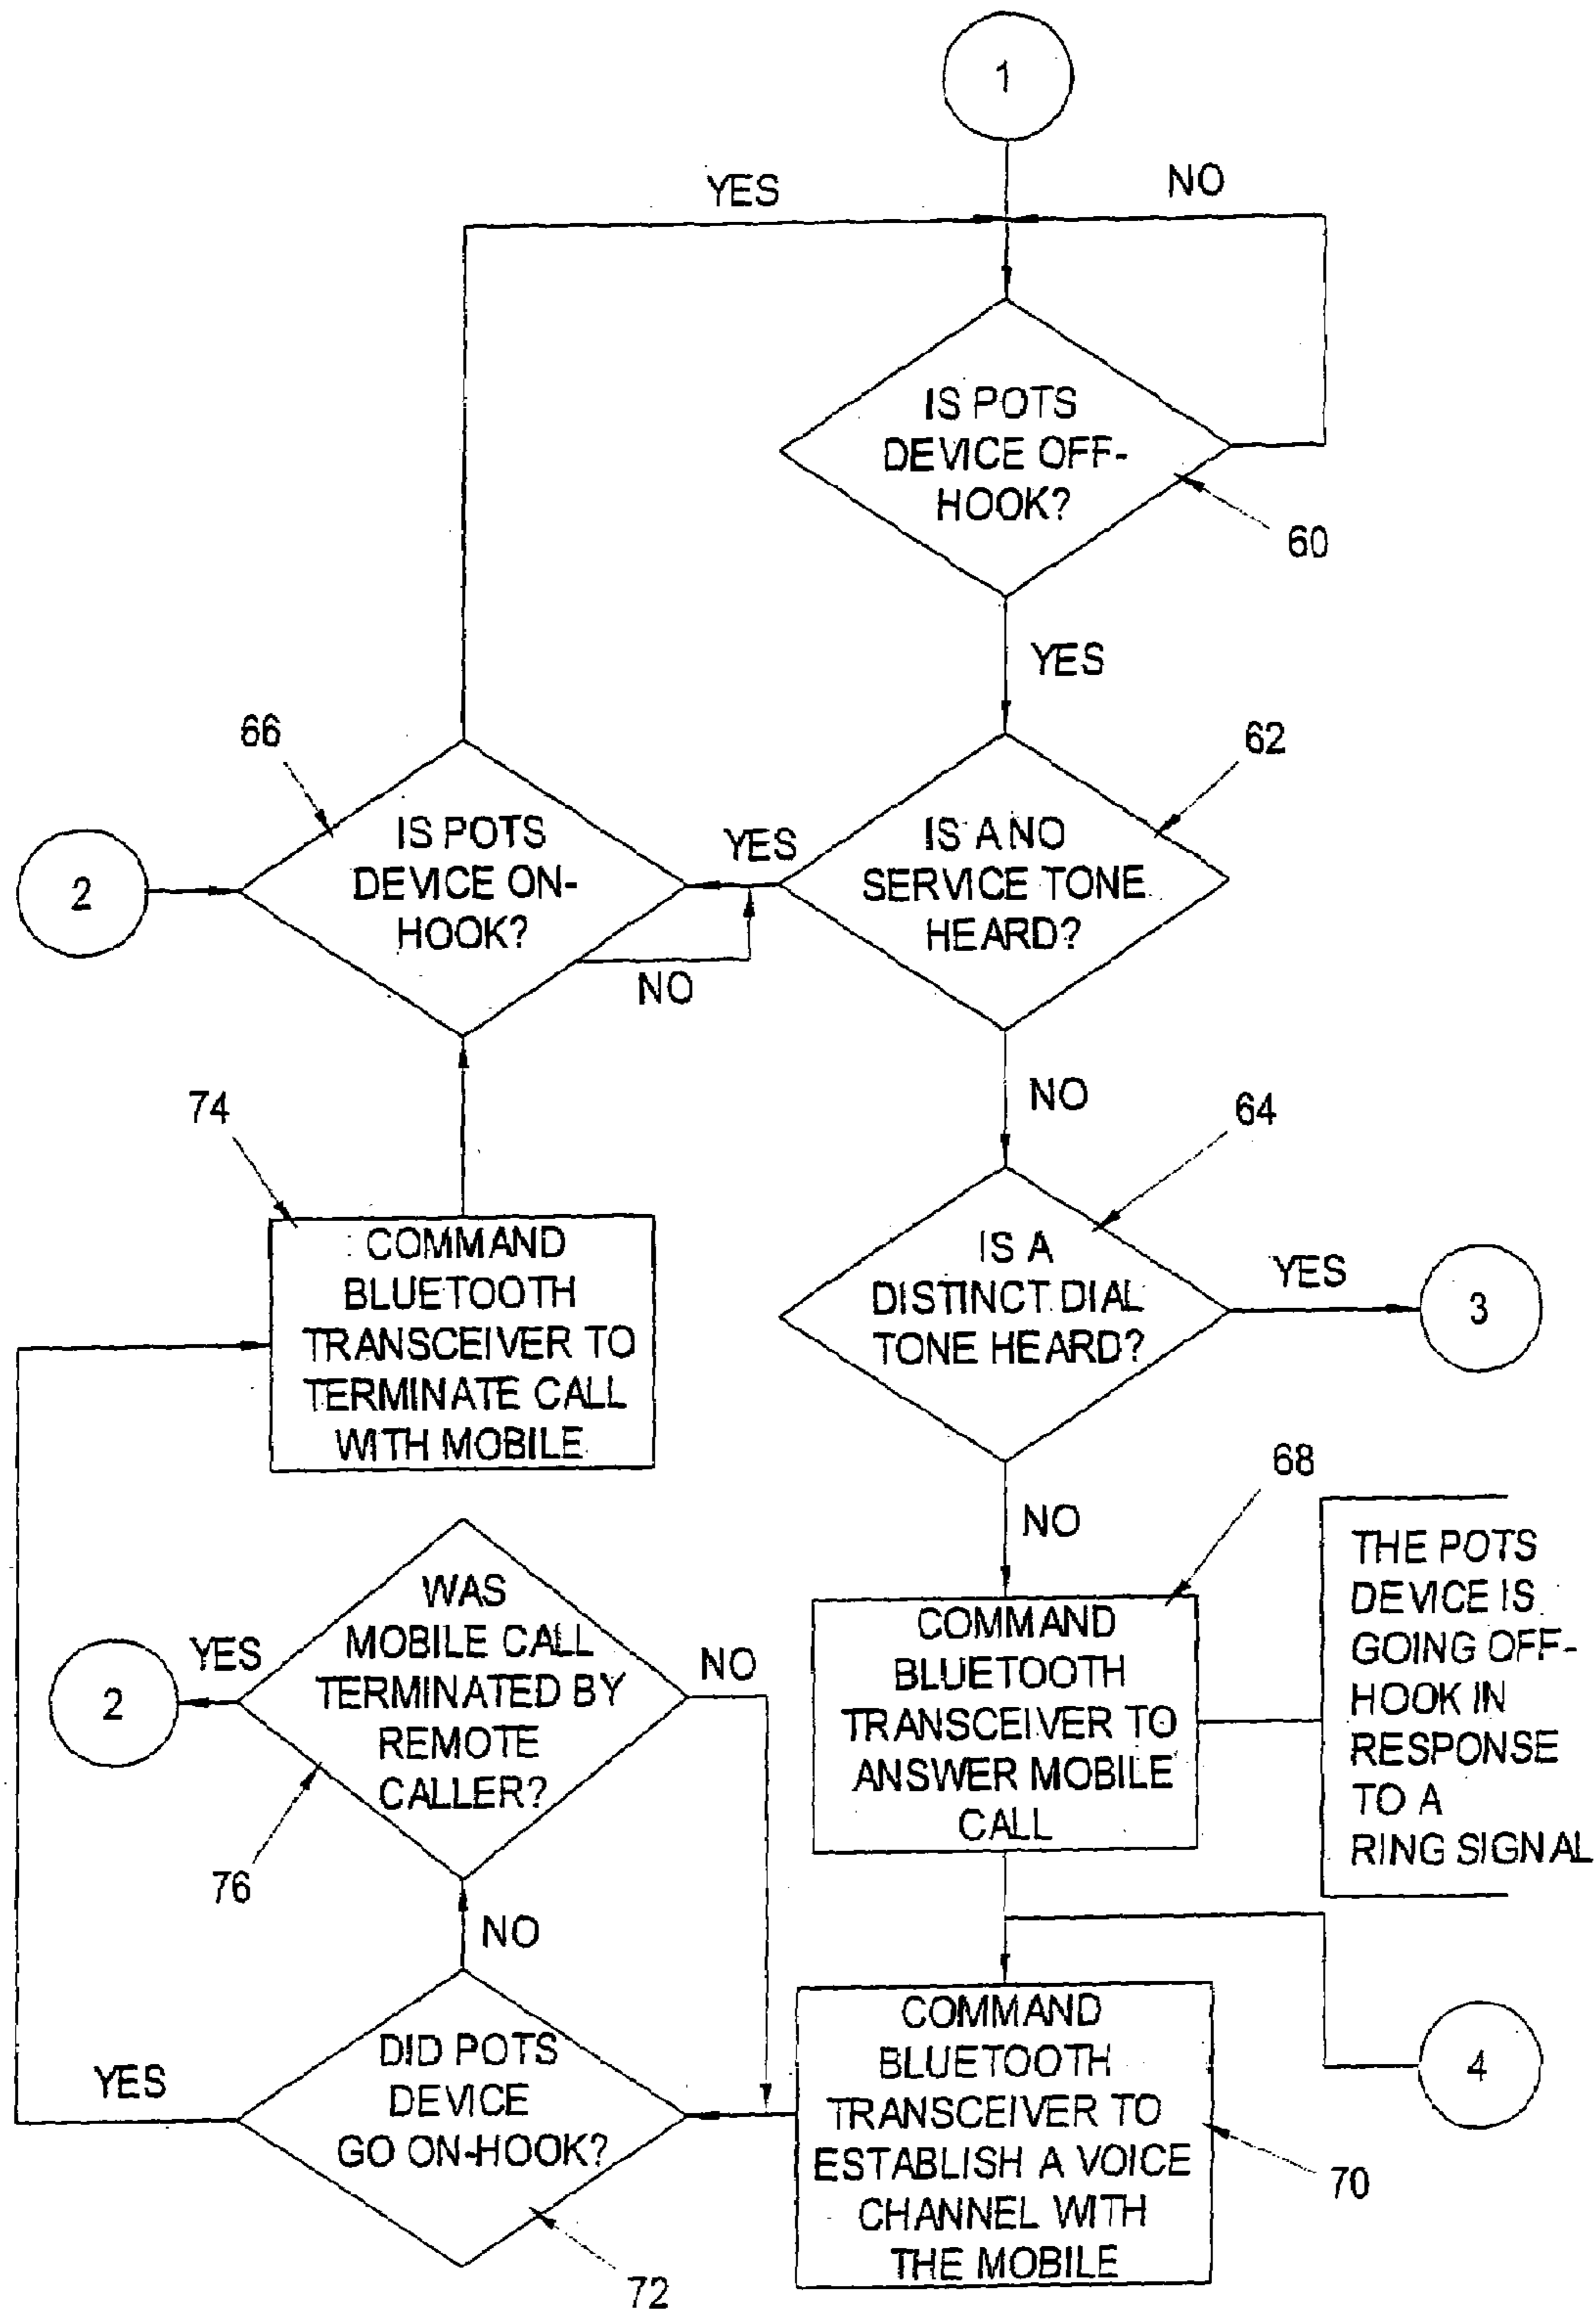 1
YES
NO
IS POTS
DEVICE OFF-
HOOK?
60
YES
66
62
2
IS POTS
DEVICE ON-
HOOK?
YES
NO
IS A NO
SERVICE TONE
HEARD?
NO
74
64
COMMAND
BLUETOOTH
TRANSCEIVER TO
TERMINATE CALL
WITH MOBILE
IS A
DISTINCT DIAL
TONE HEARD?
YES
3
68
NO
WAS
MOBILE CALL
TERMINATED BY
REMOTE
CALLER?
YES
2
NO
76
COMMAND
BLUETOOTH
TRANSCEIVER TO
ANSWER MOBILE
CALL
THE POTS
DEVICE IS
GOING OFF-
HOOK IN
RESPONSE
TO A
RING SIGNAL
NO
DID POTS
DEVICE
GO ON-HOOK?
YES
72
COMMAND
BLUETOOTH
TRANSCEIVER TO
ESTABLISH A VOICE
CHANNEL WITH
THE MOBILE
4
70